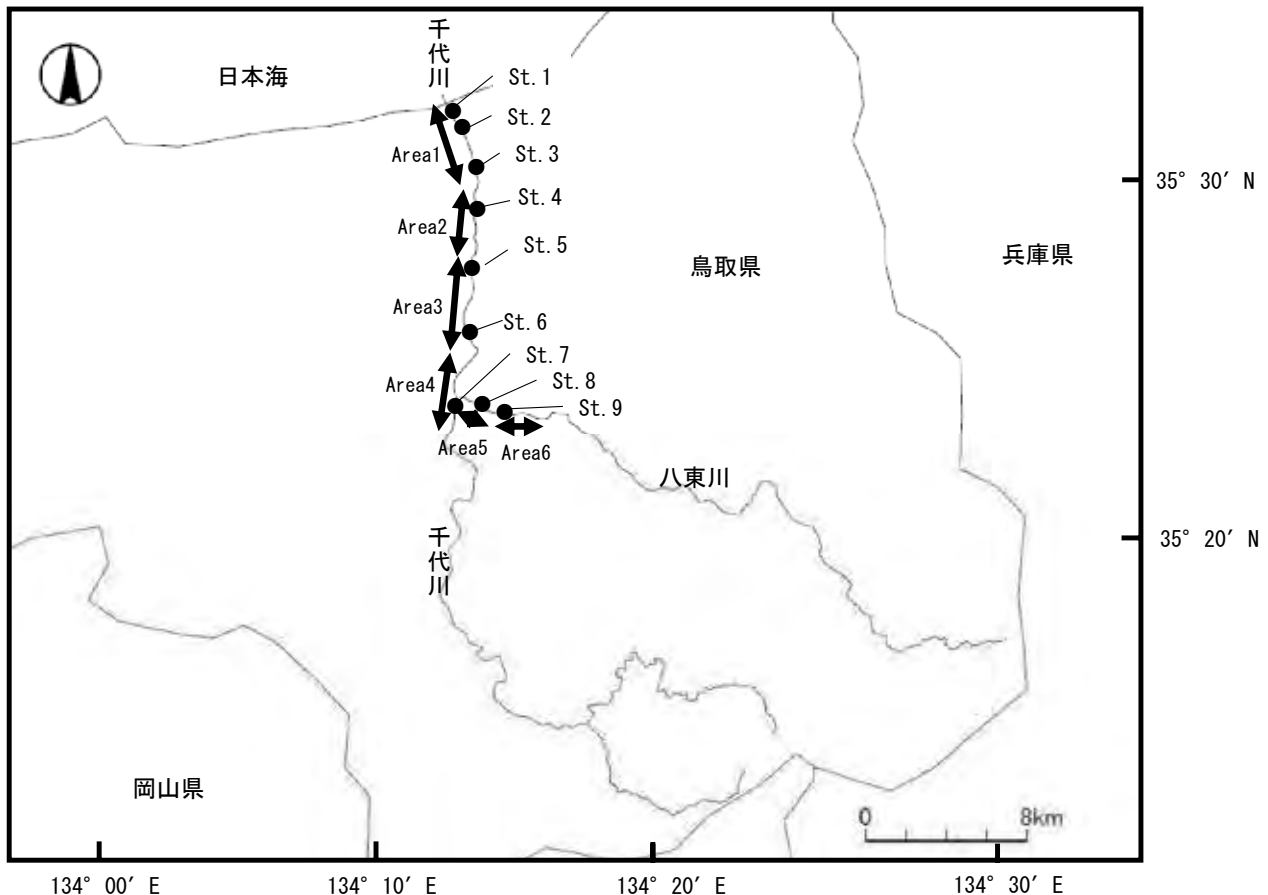 千代川
日本海
St. 1
St. 2
Area1
St. 3
35° 30′ N
St. 4
Area2
兵庫県
St. 5
鳥取県
Area3
St. 6
St. 7
Area4
St. 8
St. 9
Area5
Area6
八東川
千代川
35° 20′ N
岡山県
0 8km
134° 00′ E 134° 10′ E 134° 20′ E 134° 30′ E